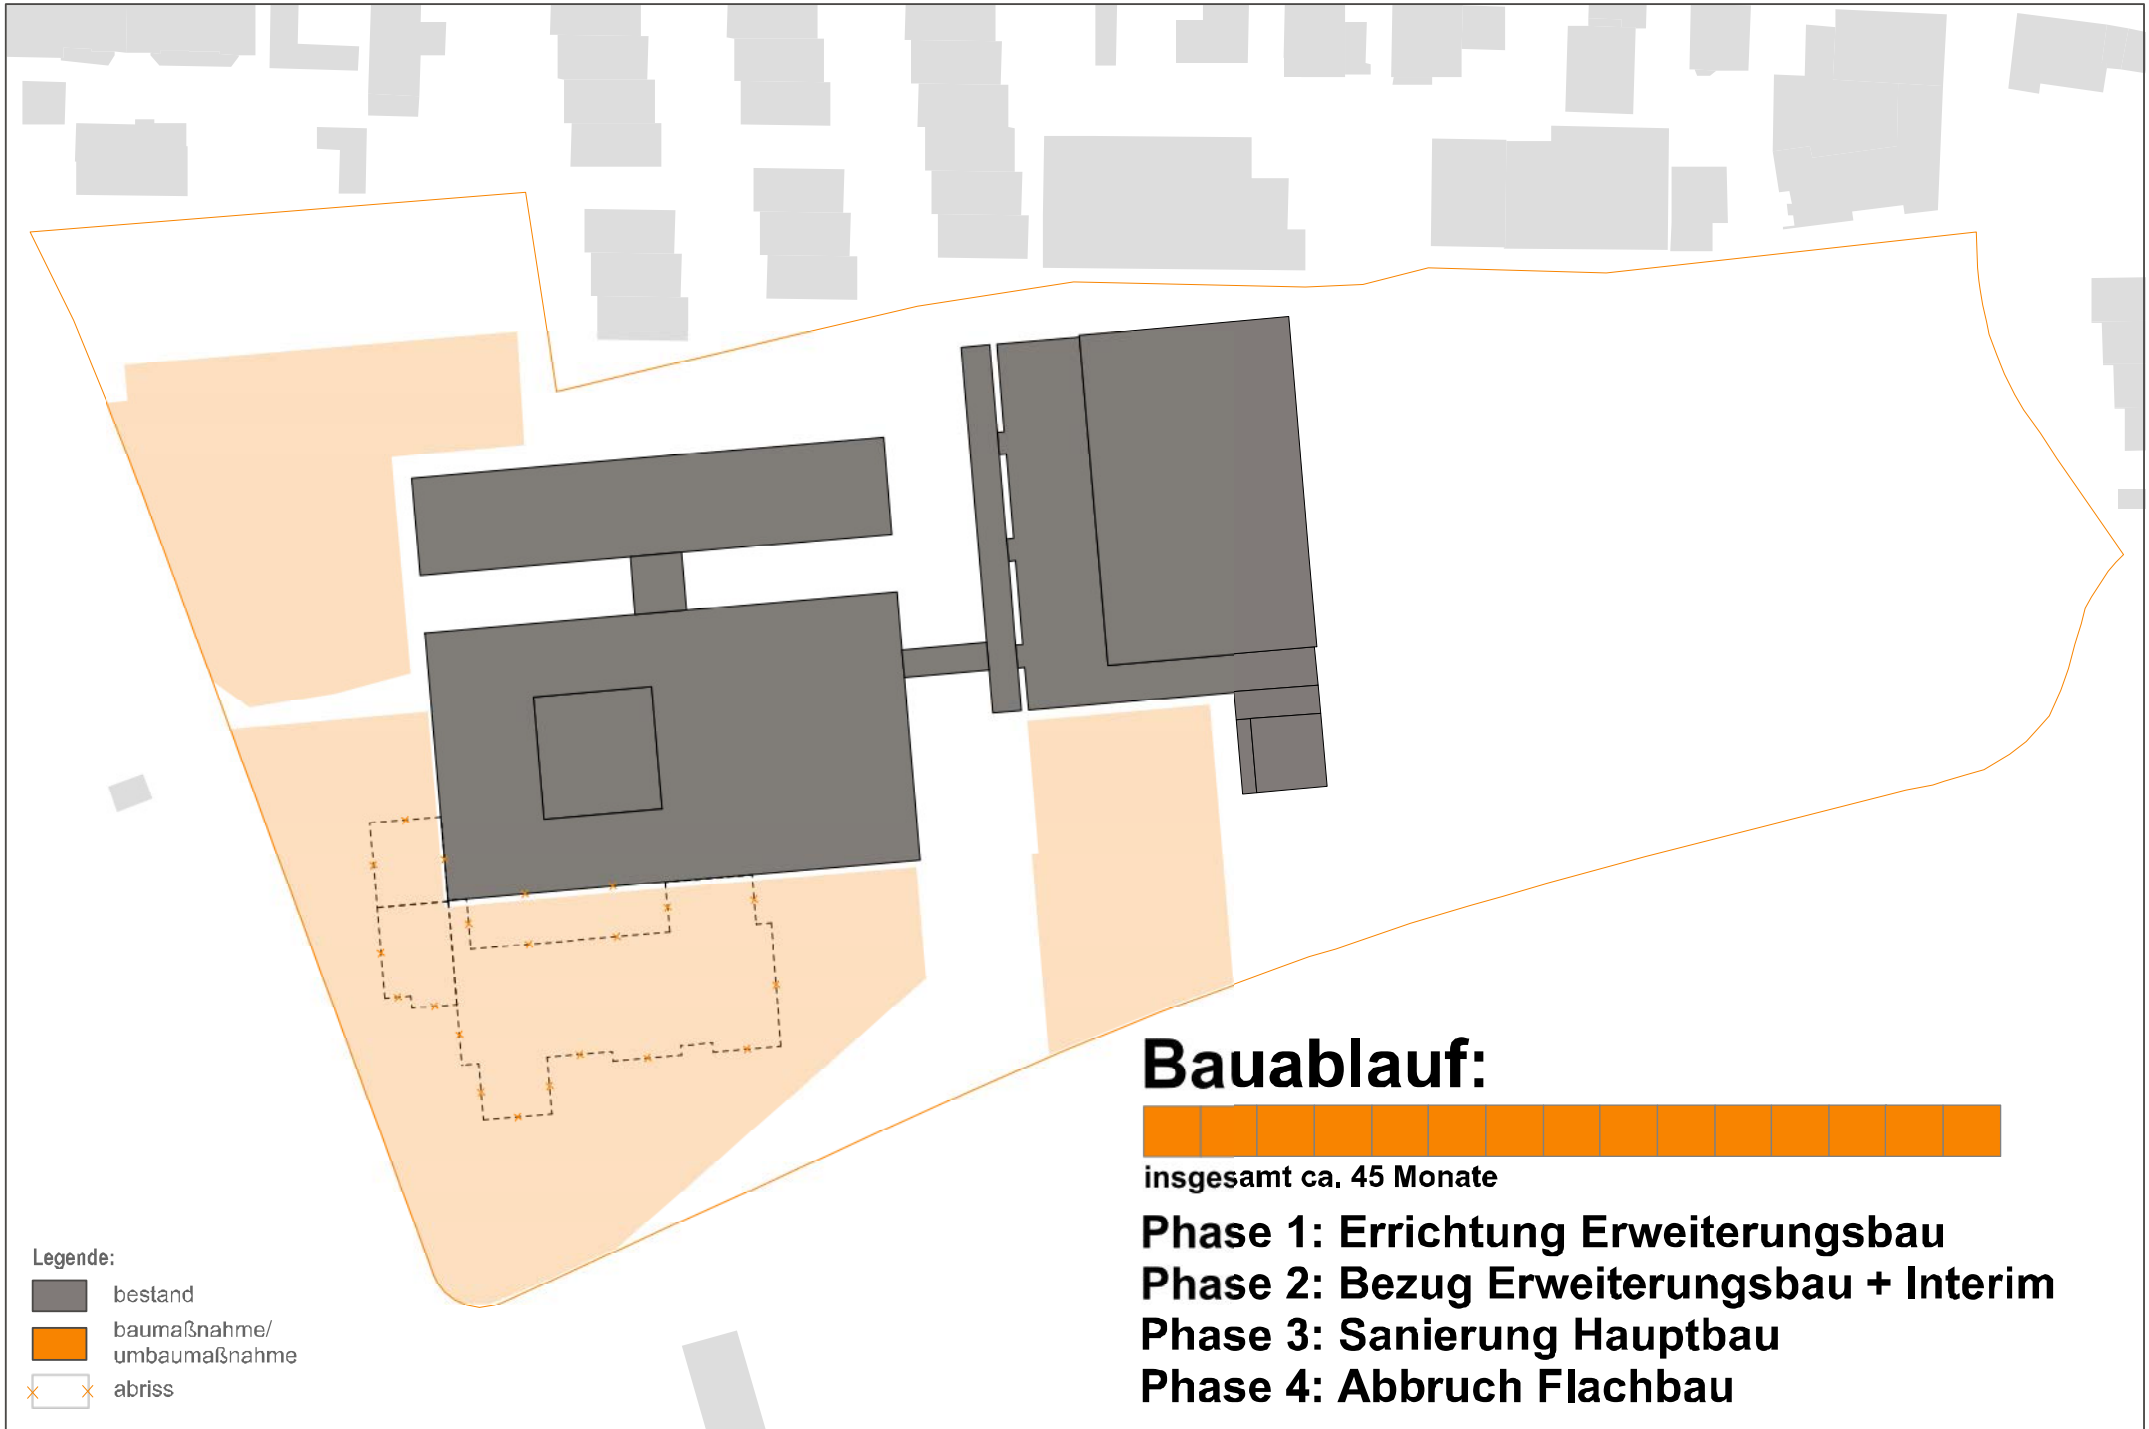 Bauablauf:
insgesamt ca. 45 Monate
Phase 1: Errichtung Erweiterungsbau
Phase 2: Bezug Erweiterungsbau + Interim
Phase 3: Sanierung Hauptbau
Phase 4: Abbruch Flachbau
Legende:
bestand
baumaßnahme/
umbaumaßnahme
abriss